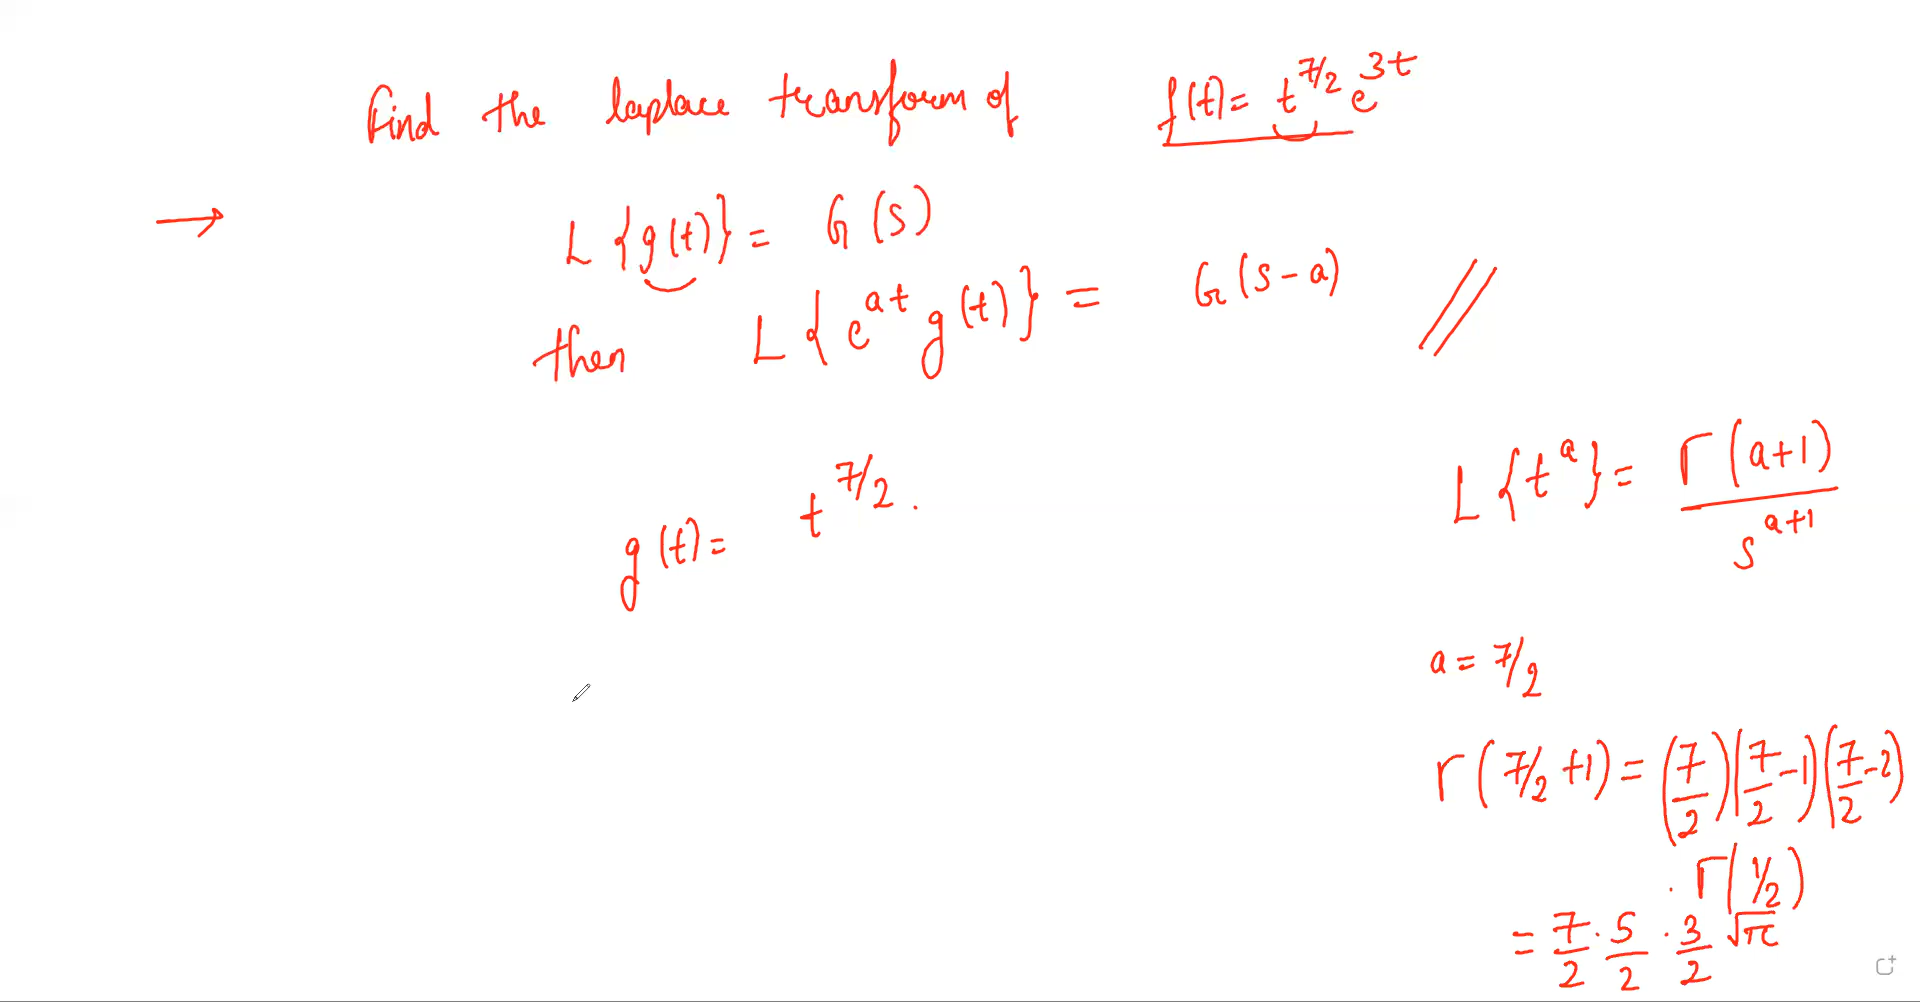 Find the laplace transform of f(t) = t^{7/2} e^{3t}
→ L{g(t)} = G(s)
then L{e^{at} g(t)} = G(s-a) //
L{t^a} = Γ(a+1) / s^{a+1}
g(t) = t^{7/2}.
a = 7/2
Γ(7/2 +1) = (7/2)(7/2 -1)(7/2 -2)
. Γ(1/2)
= 7/2 . 5/2 . 3/2 √π